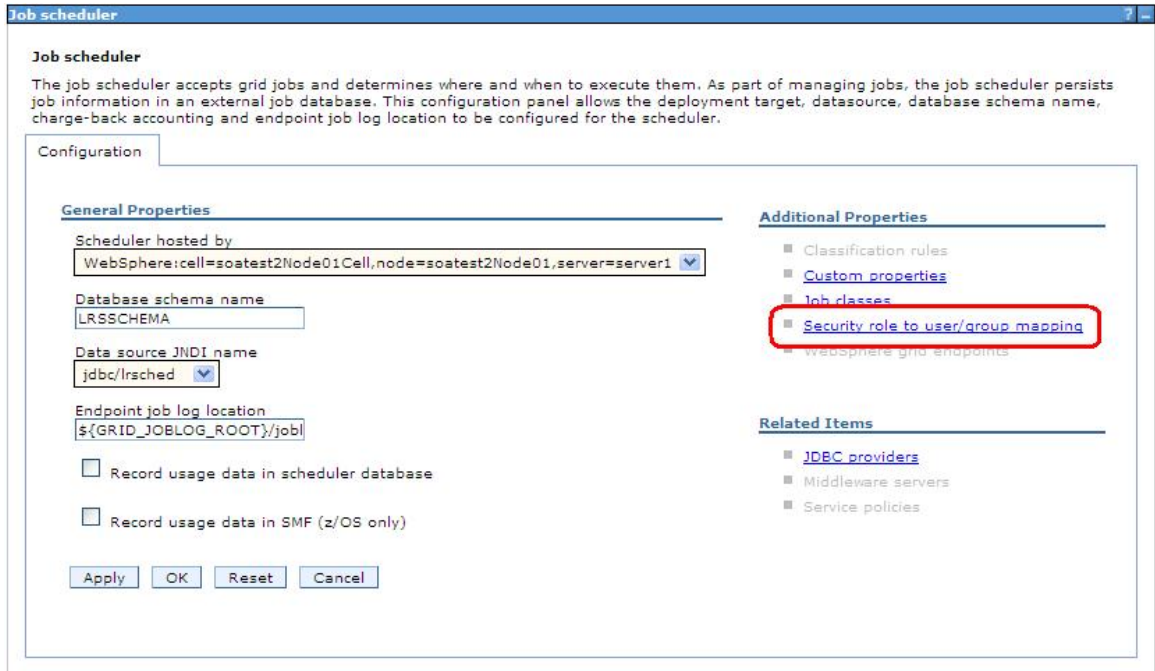 Job scheduler
? –
Job scheduler
The job scheduler accepts grid jobs and determines where and when to execute them. As part of managing jobs, the job scheduler persists
job information in an external job database. This configuration panel allows the deployment target, datasource, database schema name,
charge-back accounting and endpoint job log location to be configured for the scheduler.
Configuration
General Properties
Scheduler hosted by
WebSphere:cell=soatest2Node01Cell,node=soatest2Node01,server=server1
Database schema name
LRSSCHEMA
Data source JNDI name
jdbc/lrsched
Endpoint job log location
${GRID_JOBLOG_ROOT}/jobl
Record usage data in scheduler database
Record usage data in SMF (z/OS only)
Apply OK Reset Cancel
Additional Properties
Classification rules
Custom properties
Job classes
Security role to user/group mapping
WebSphere grid endpoints
Related Items
JDBC providers
Middleware servers
Service policies